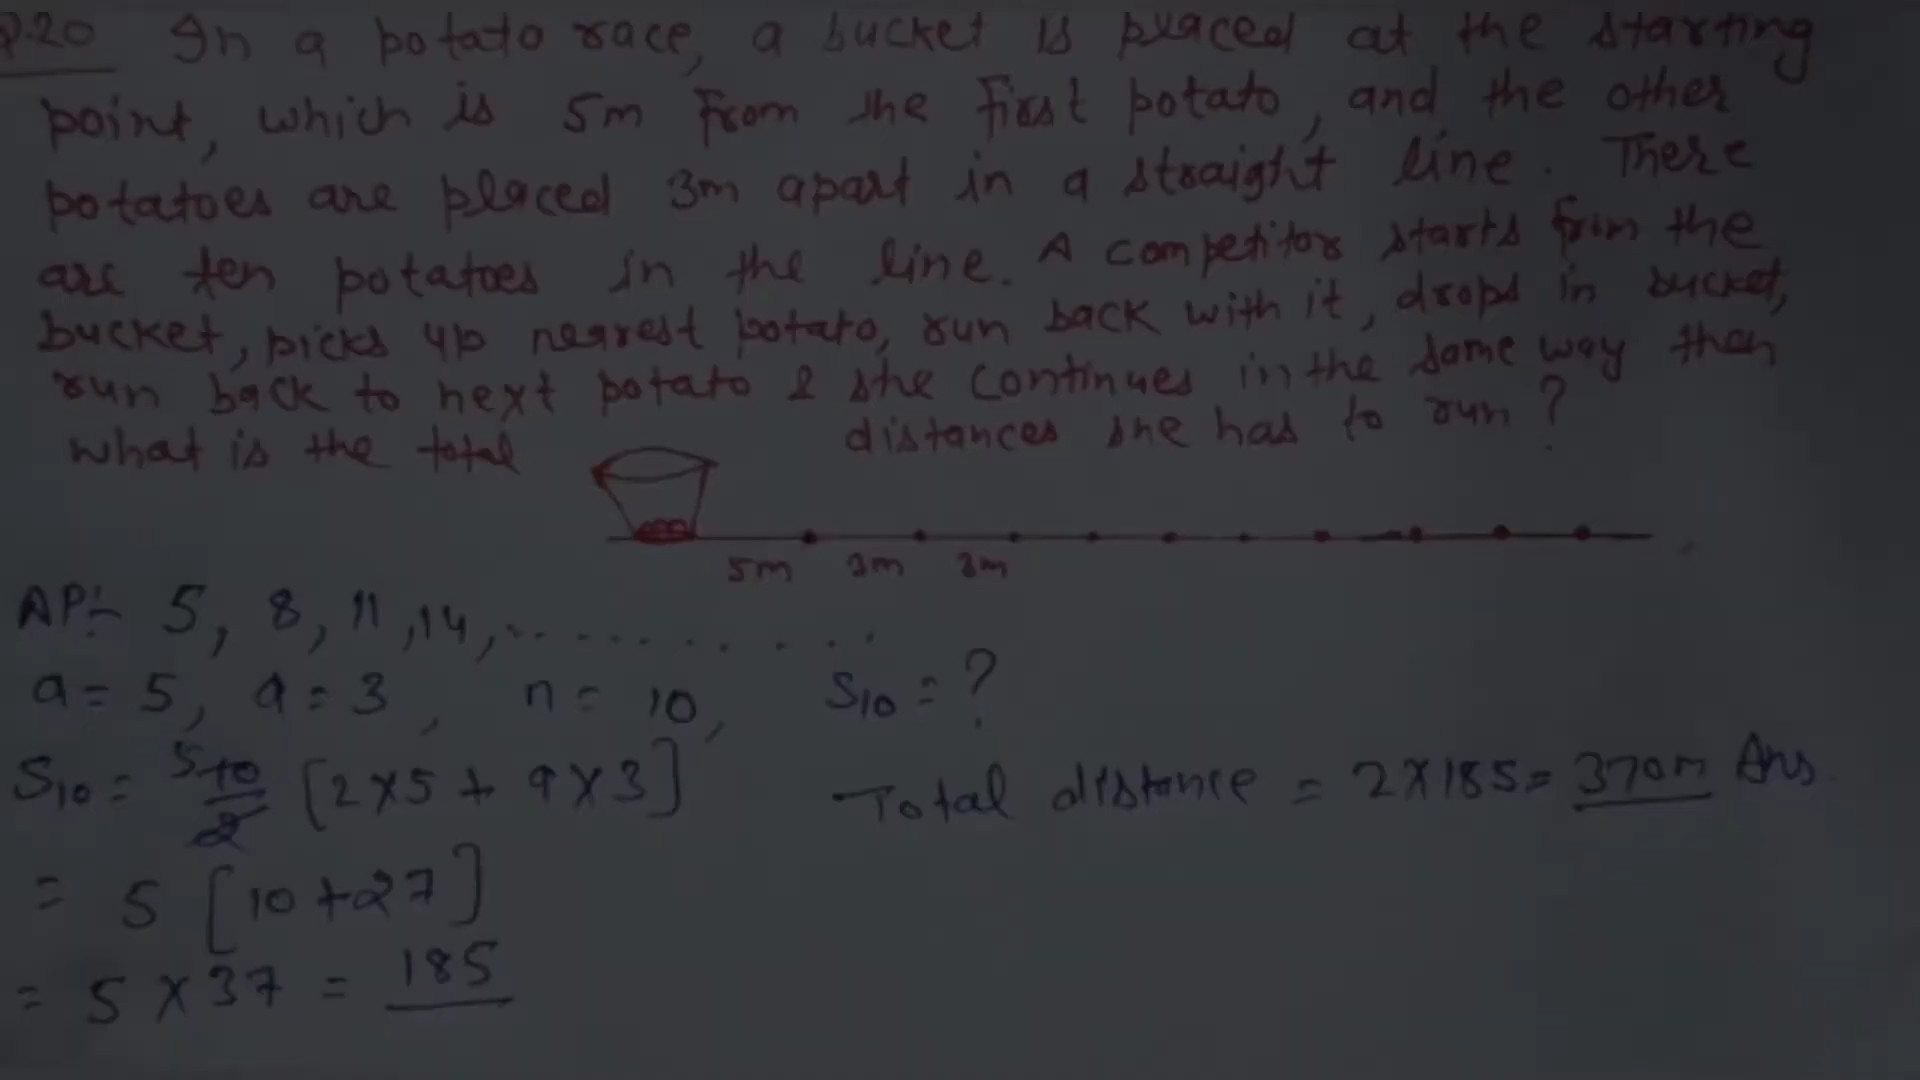 Q.20 In a potato race, a bucket is placed at the starting
point, which is 5m from the first potato, and the other
potatoes are placed 3m apart in a straight line. There
are ten potatoes in the line. A competitor starts from the
bucket, picks up nearest potato, run back with it, drops in bucket,
run back to next potato & she continues in the same way then
what is the total distances she has to run?
5m 3m 3m
AP:- 5, 8, 11, 14, ...........
a = 5, d = 3, n = 10, S10 = ?
S10 = 5 10/2 [2×5 + 9×3] Total distance = 2×185 = 370m Ans.
= 5 [10+27]
= 5 × 37 = 185